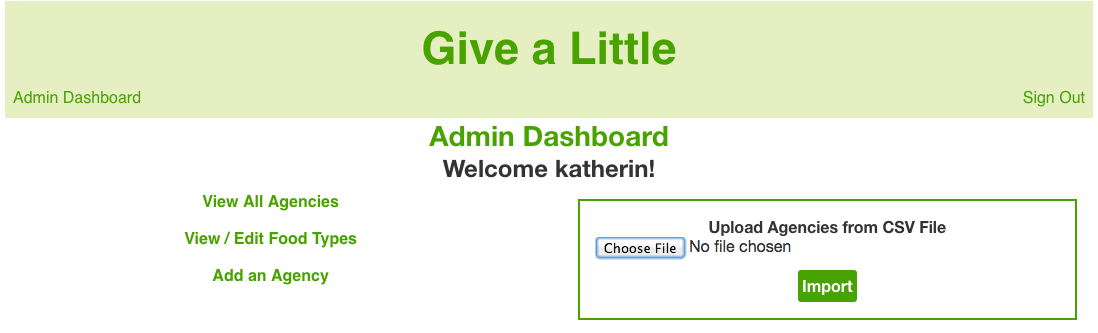 Give a Little
Admin Dashboard
Sign Out
Admin Dashboard
Welcome katherin!
View All Agencies
View / Edit Food Types
Add an Agency
Upload Agencies from CSV File
Choose File No file chosen
Import